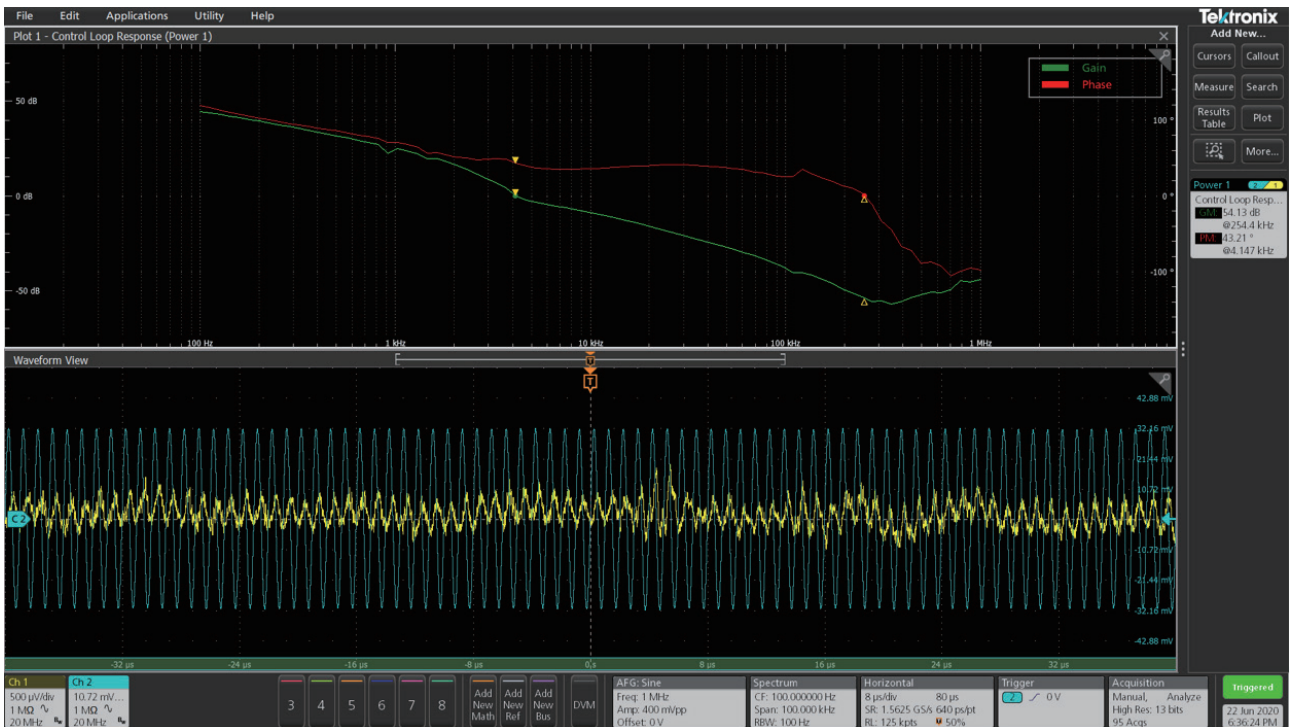 File Edit Applications Utility Help
Tektronix
Add New...
Plot 1 - Control Loop Response (Power 1)
Cursors Callout
Measure Search
Results Table Plot
More...
Gain
Phase
50 dB
0 dB
-50 dB
100 °
0 °
-100 °
100 Hz 1 kHz 10 kHz 100 kHz 1 MHz
Power 1 2 1
Control Loop Resp...
GM: 54.13 dB
@254.4 kHz
PM: 43.21 °
@4.147 kHz
Waveform View
T
T
42.88 mV
32.16 mV
21.44 mV
10.72 mV
C2
-10.72 mV
-21.44 mV
-32.16 mV
-42.88 mV
-32 µs -24 µs -16 µs -8 µs 0 s 8 µs 16 µs 24 µs 32 µs
Ch 1
500 µV/div
1 MΩ
20 MHz
Ch 2
10.72 mV...
1 MΩ
20 MHz
3 4 5 6 7 8
Add New Math
Add New Ref
Add New Bus
DVM
AFG: Sine
Freq: 1 MHz
Amp: 400 mVpp
Offset: 0 V
Spectrum
CF: 100.000000 Hz
Span: 100.000 kHz
RBW: 100 Hz
Horizontal
8 µs/div 80 µs
SR: 1.5625 GS/s 640 ps/pt
RL: 125 kpts 50%
Trigger
2 0 V
Acquisition
Manual, Analyze
High Res: 13 bits
95 Acqs
Triggered
22 Jun 2020
6:36:24 PM